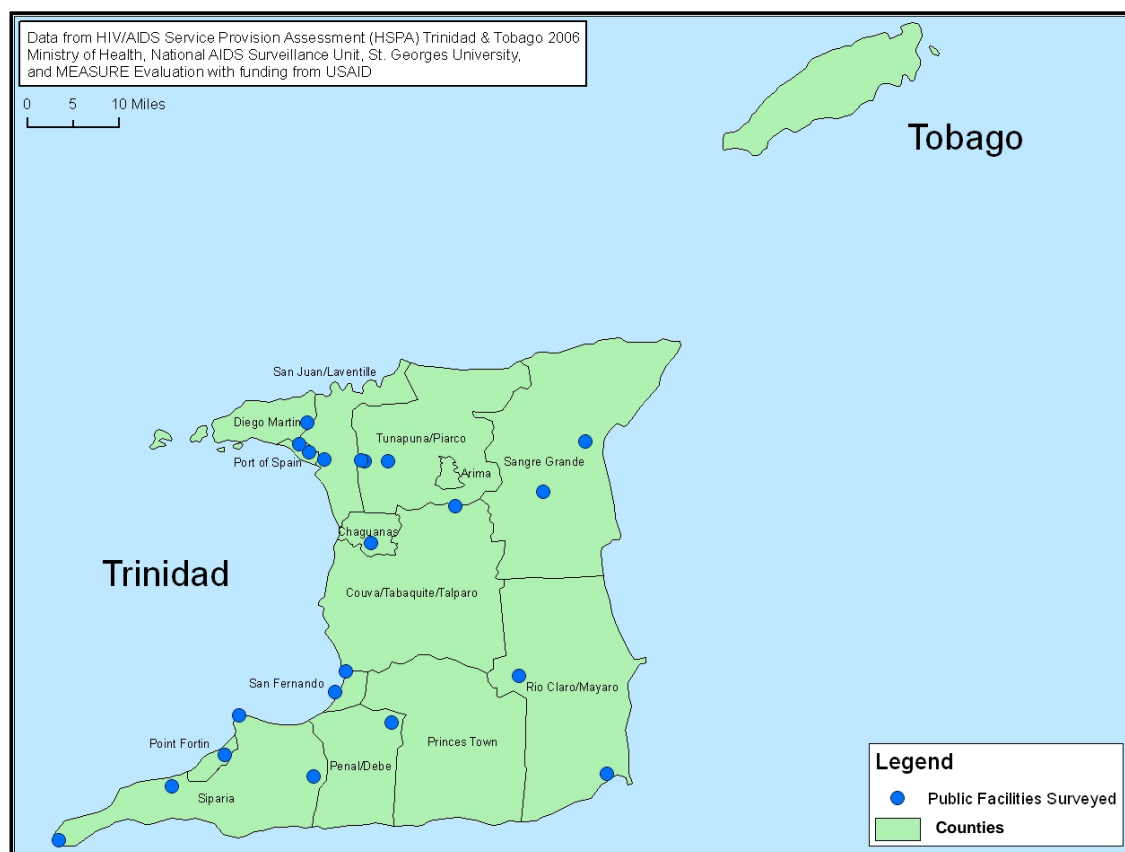 Data from HIV/AIDS Service Provision Assessment (HSPA) Trinidad & Tobago 2006
Ministry of Health, National AIDS Surveillance Unit, St. Georges University,
and MEASURE Evaluation with funding from USAID
0 5 10 Miles
Tobago
San Juan/Laventille
Diego Martin
Tunapuna/Piarco
Port of Spain
Sangre Grande
Arima
Chaguanas
Trinidad
Couva/Tabaquite/Talparo
San Fernando
Rio Claro/Mayaro
Point Fortin
Princes Town
Penal/Debe
Siparia
Legend
Public Facilities Surveyed
Counties